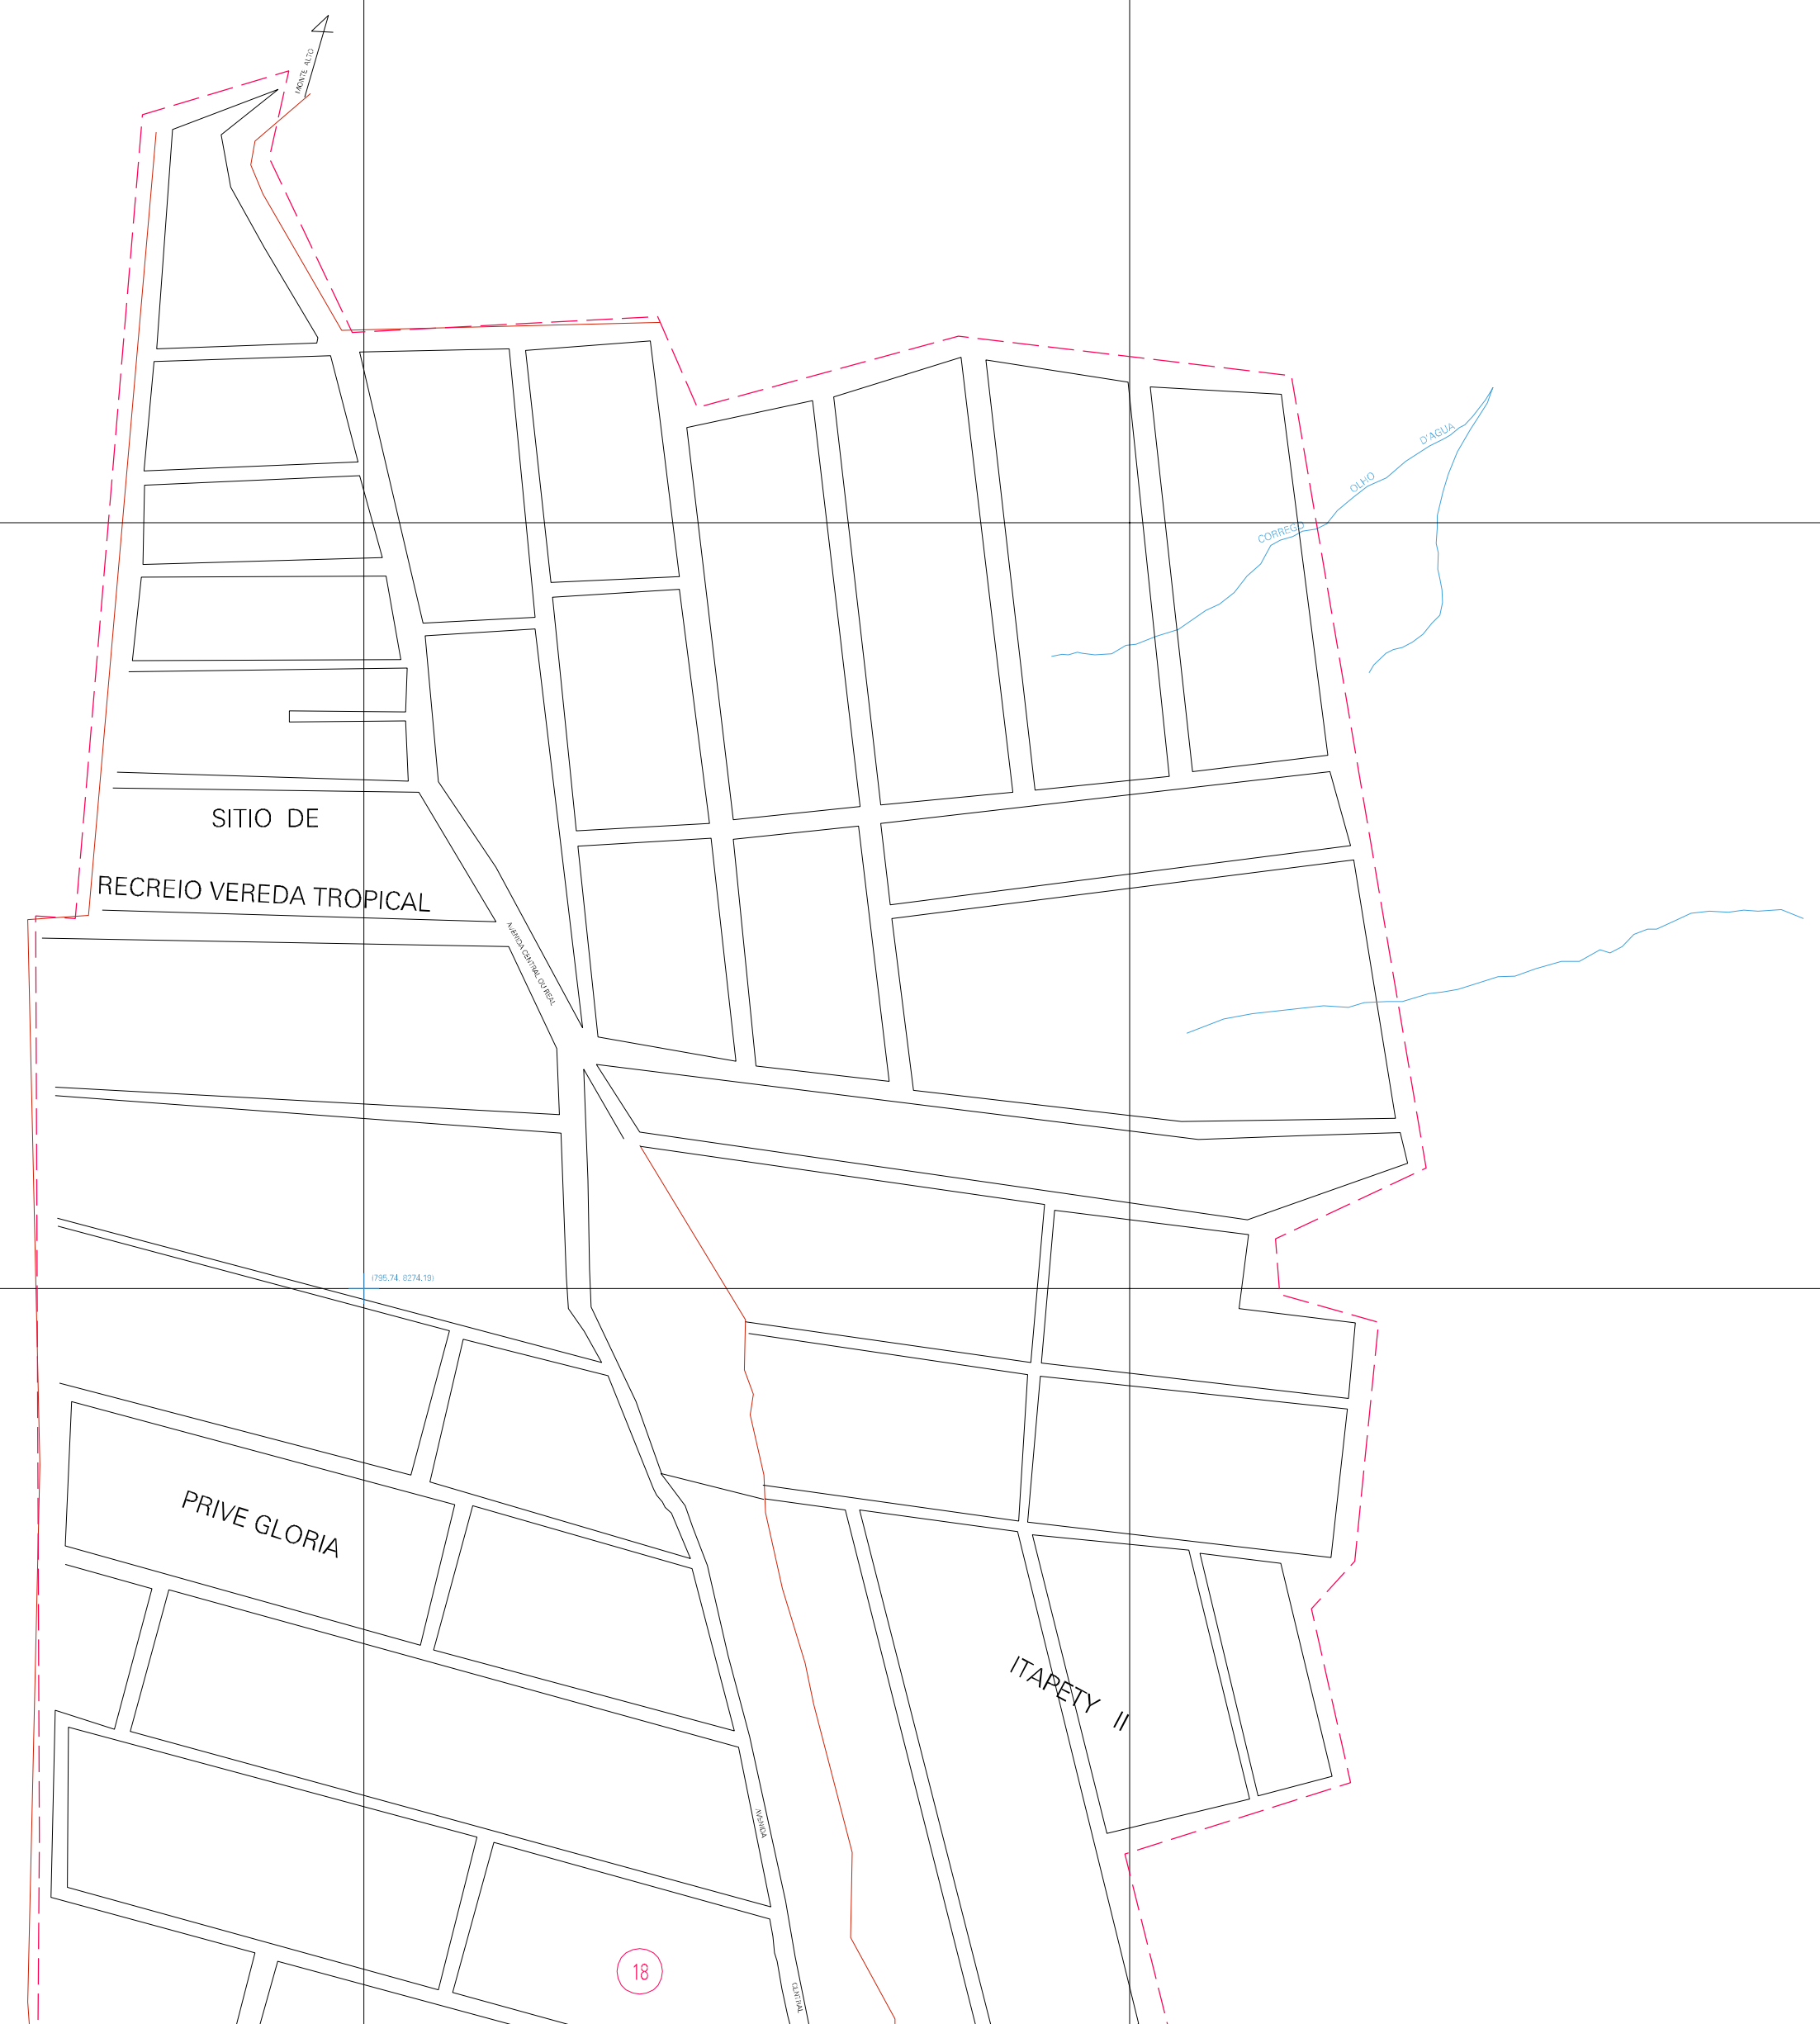 MONTE ALTO
D'AGUA
OLHO
CORREGO
SITIO DE
RECREIO VEREDA TROPICAL
AVENIDA CENTRAL OU REAL
(795,74. 8274,19)
PRIVE GLORIA
ITAPETY II
AVENIDA
CENTRAL
18